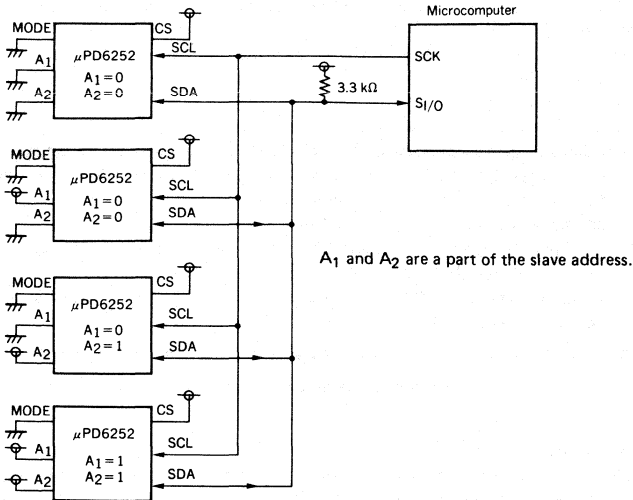 Microcomputer
MODE
CS
A1
A2
μPD6252
A1=0
A2=0
SCL
SDA
3.3 kΩ
SCK
SI/O
MODE
CS
A1
A2
μPD6252
A1=0
A2=0
SCL
SDA
A1 and A2 are a part of the slave address.
MODE
CS
A1
A2
μPD6252
A1=0
A2=1
SCL
SDA
MODE
CS
A1
A2
μPD6252
A1=1
A2=1
SCL
SDA